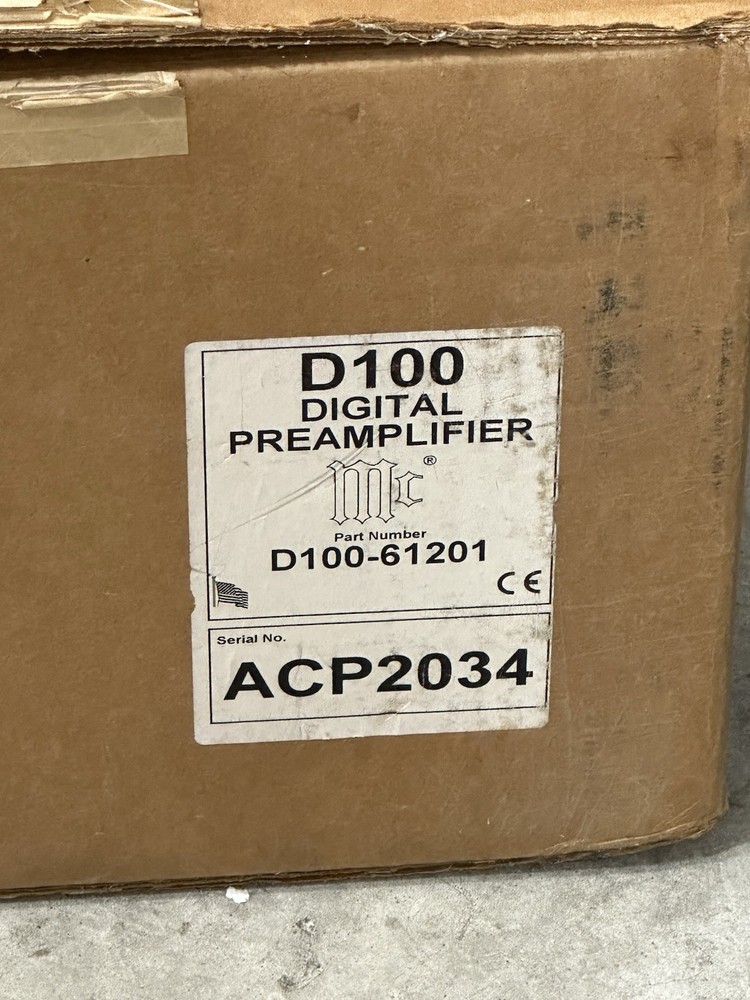 D100
DIGITAL
PREAMPLIFIER
Mc®
Part Number
D100-61201
CE
Serial No.
ACP2034